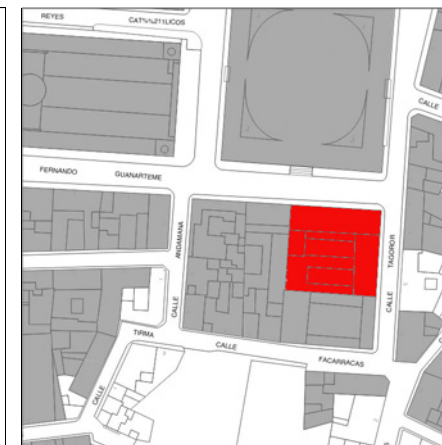 REYES CAT%%211LICOS
FERNANDO GUANARTEME
CALLE ANDAMANA
CALLE TAGOROR
TIRMA
CALLE FACARRACAS
CALLE
CALLE